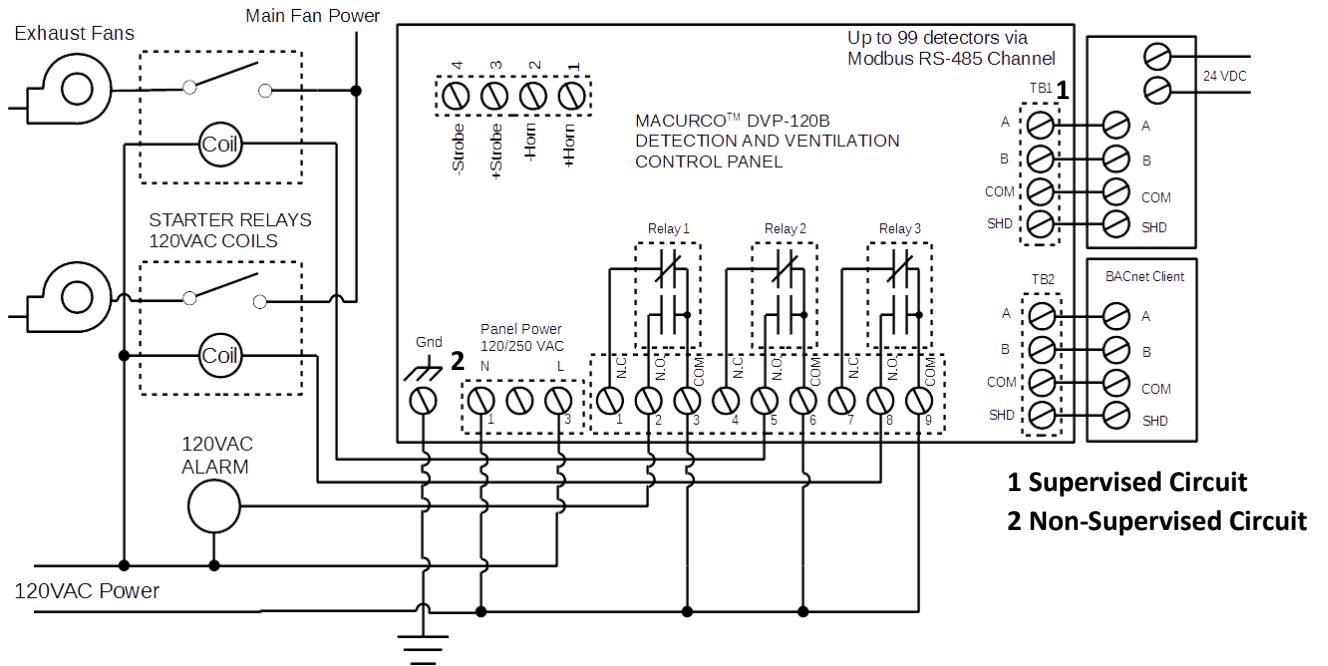 Main Fan Power
Exhaust Fans
Coil
STARTER RELAYS
120VAC COILS
Coil
120VAC
ALARM
120VAC Power
4
3
2
1
-Strobe
+Strobe
-Horn
+Horn
MACURCO™ DVP-120B
DETECTION AND VENTILATION
CONTROL PANEL
Up to 99 detectors via
Modbus RS-485 Channel
TB1 1
A
B
COM
SHD
24 VDC
A
B
COM
SHD
TB2
A
B
COM
SHD
BACnet Client
A
B
COM
SHD
Relay 1
Relay 2
Relay 3
Gnd
2
Panel Power
120/250 VAC
N
L
1
3
N.C.
N.O.
COM
N.C.
N.O.
COM
N.C.
N.O.
COM
1
2
3
4
5
6
7
8
9
1 Supervised Circuit
2 Non-Supervised Circuit